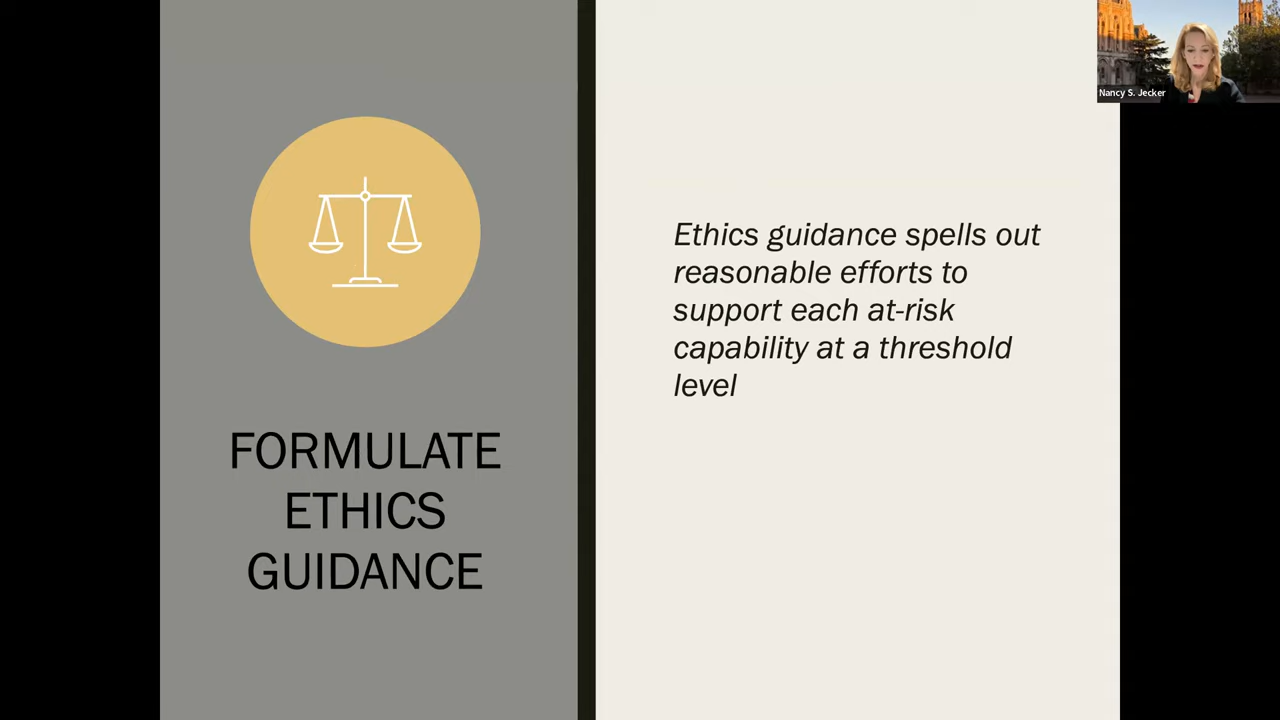 FORMULATE
ETHICS
GUIDANCE
Ethics guidance spells out
reasonable efforts to
support each at-risk
capability at a threshold
level
Nancy S. Jecker